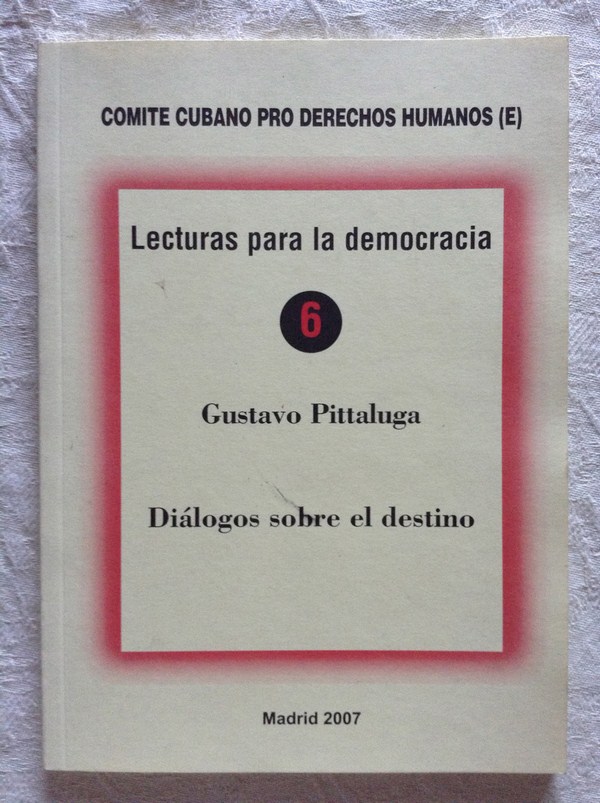 COMITE CUBANO PRO DERECHOS HUMANOS (E)
Lecturas para la democracia
6
Gustavo Pittaluga
Diálogos sobre el destino
Madrid 2007